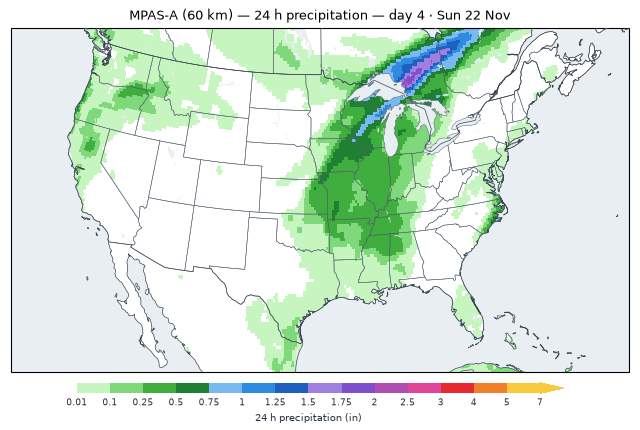 MPAS-A (60 km) — 24 h precipitation — day 4 · Sun 22 Nov
0.01 0.1 0.25 0.5 0.75 1 1.25 1.5 1.75 2 2.5 3 4 5 7
24 h precipitation (in)